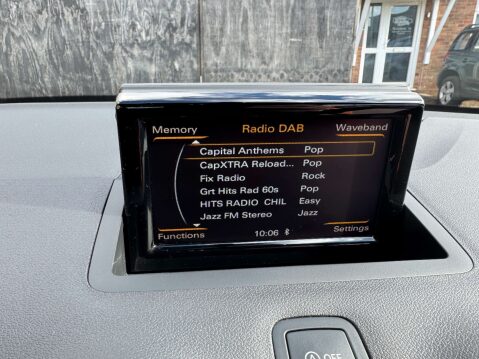 Memory Radio DAB Waveband
Capital Anthems Pop
CapXTRA Reload... Pop
Fix Radio Rock
Grt Hits Rad 60s Pop
HITS RADIO CHIL Easy
Jazz FM Stereo Jazz
Functions 10:06 Settings
OFF